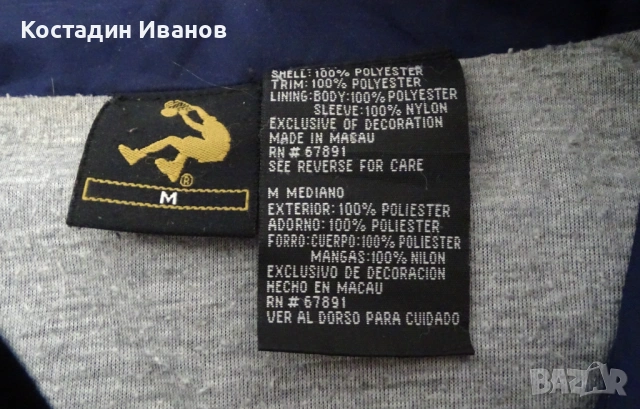 Костадин Иванов
SHELL:100% POLYESTER
TRIM:100% POLYESTER
LINING:BODY:100% POLYESTER
SLEEVE:100% NYLON
EXCLUSIVE OF DECORATION
MADE IN MACAU
RN # 67891
SEE REVERSE FOR CARE
M MEDIANO
EXTERIOR:100% POLIESTER
ADORNO:100% POLIESTER
FORRO:CUERPO:100% POLIESTER
MANGAS:100% NILON
EXCLUSIVO DE DECORACION
HECHO EN MACAU
RN # 67891
VER AL DORSO PARA CUIDADO
®
M
BAZAR